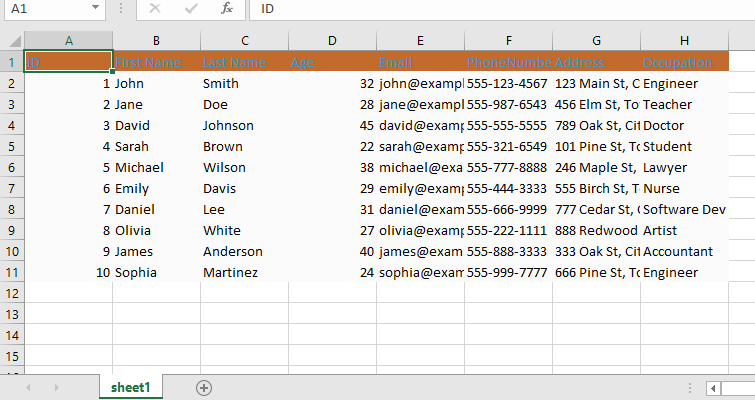 A1 fx ID
A B C D E F G H
1 ID First Name Last Name Age Email PhoneNumbe Address Occupation
2 1 John Smith 32 john@exampl 555-123-4567 123 Main St, C Engineer
3 2 Jane Doe 28 jane@exampl 555-987-6543 456 Elm St, To Teacher
4 3 David Johnson 45 david@examp 555-555-5555 789 Oak St, Cit Doctor
5 4 Sarah Brown 22 sarah@examp 555-321-6549 101 Pine St, To Student
6 5 Michael Wilson 38 michael@exa 555-777-8888 246 Maple St, Lawyer
7 6 Emily Davis 29 emily@examp 555-444-3333 555 Birch St, T Nurse
8 7 Daniel Lee 31 daniel@exam 555-666-9999 777 Cedar St, Software Dev
9 8 Olivia White 27 olivia@examp 555-222-1111 888 Redwood Artist
10 9 James Anderson 40 james@exam 555-888-3333 333 Oak St, Cit Accountant
11 10 Sophia Martinez 24 sophia@exam 555-999-7777 666 Pine St, To Engineer
12
13
14
15
sheet1